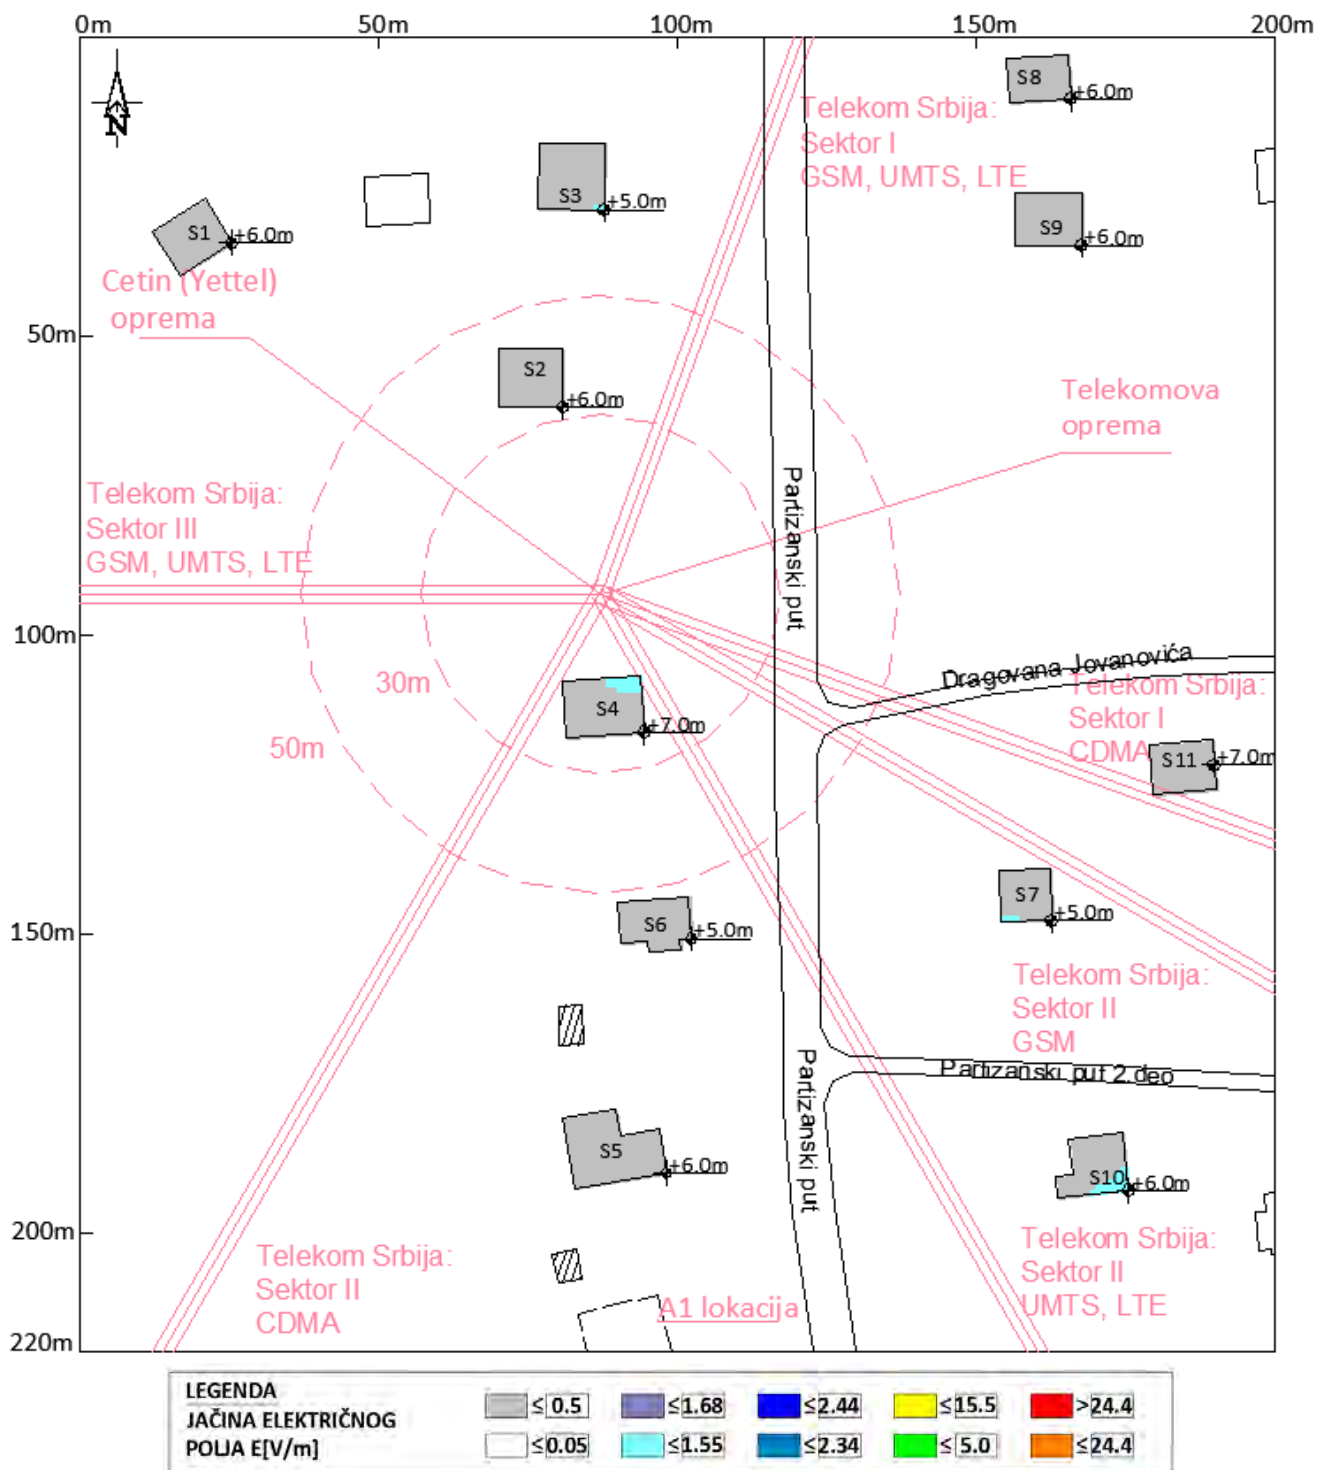 0m
50m
100m
150m
200m
N
S8
+6.0m
Telekom Srbija:
Sektor I
GSM, UMTS, LTE
S3
+5.0m
S1
+6.0m
S9
+6.0m
Cetin (Yettel)
oprema
50m
S2
+6.0m
Telekomova
oprema
Partizanski put
Telekom Srbija:
Sektor III
GSM, UMTS, LTE
100m
Dragovana Jovanovića
30m
50m
S4
+7.0m
Telekom Srbija:
Sektor I
CDMA
S11
+7.0m
S7
+5.0m
150m
S6
+5.0m
Telekom Srbija:
Sektor II
GSM
Partizanski put 2.deo
Partizanski put
S5
+6.0m
S10
+6.0m
200m
Telekom Srbija:
Sektor II
CDMA
Telekom Srbija:
Sektor II
UMTS, LTE
A1 lokacija
220m
LEGENDA
JAČINA ELEKTRIČNOG
POLJA E[V/m]
≤ 0.5
≤1.68
≤2.44
≤15.5
>24.4
≤0.05
≤1.55
≤2.34
≤ 5.0
≤24.4